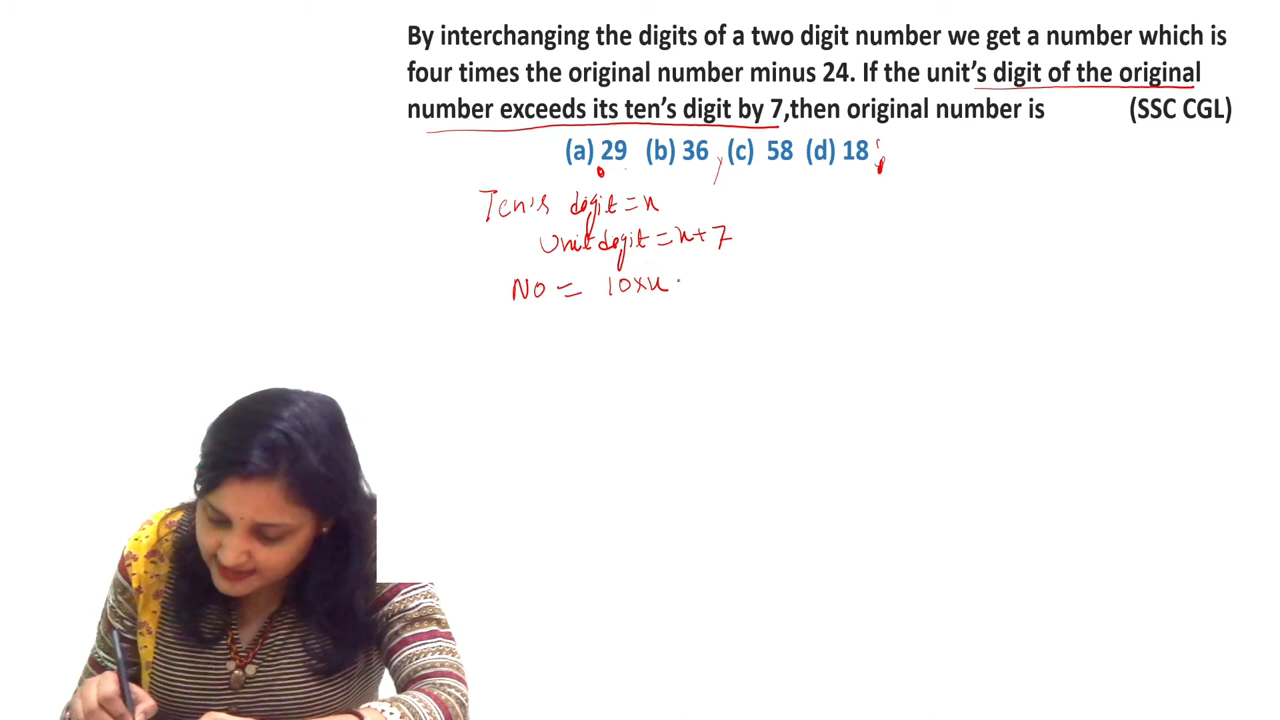 By interchanging the digits of a two digit number we get a number which is
four times the original number minus 24. If the unit's digit of the original
number exceeds its ten's digit by 7,then original number is (SSC CGL)
(a) 29 (b) 36 (c) 58 (d) 18
Ten's digit = x
Unit digit = x + 7
No = 10 × x